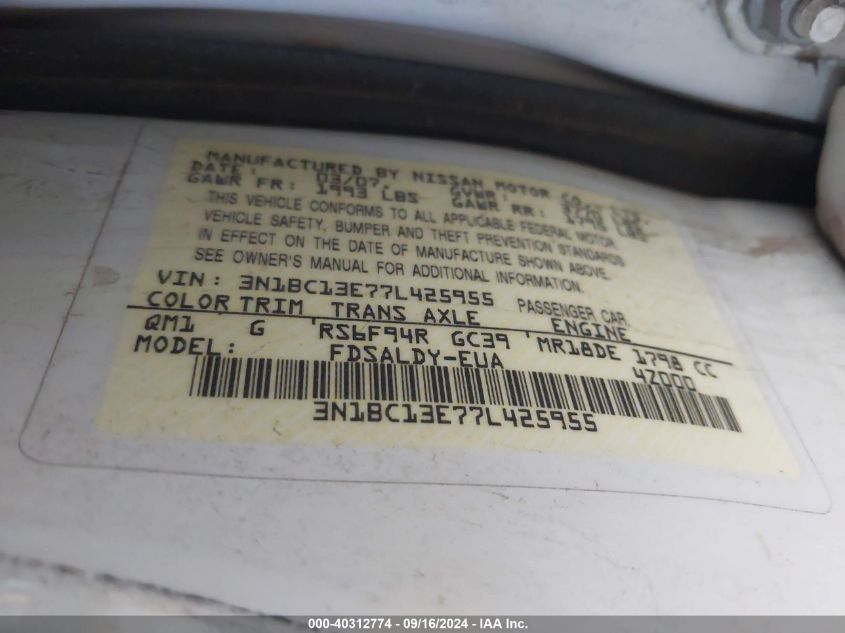 MANUFACTURED BY NISSAN MOTOR CO., LTD.
DATE: 03/07. GVWR:
GAWR FR: 1993 LBS GAWR RR: LBS
THIS VEHICLE CONFORMS TO ALL APPLICABLE FEDERAL MOTOR
VEHICLE SAFETY, BUMPER AND THEFT PREVENTION STANDARDS
IN EFFECT ON THE DATE OF MANUFACTURE SHOWN ABOVE.
SEE OWNER'S MANUAL FOR ADDITIONAL INFORMATION.
VIN: 3N1BC13E77L425955 PASSENGER CAR
COLOR TRIM TRANS AXLE ENGINE
QM1 G RS6F94R GC39 MR18DE 1798 CC
MODEL: FDSALDY-EUA 4Z000
3N1BC13E77L425955
000-40312774 - 09/16/2024 - IAA Inc.